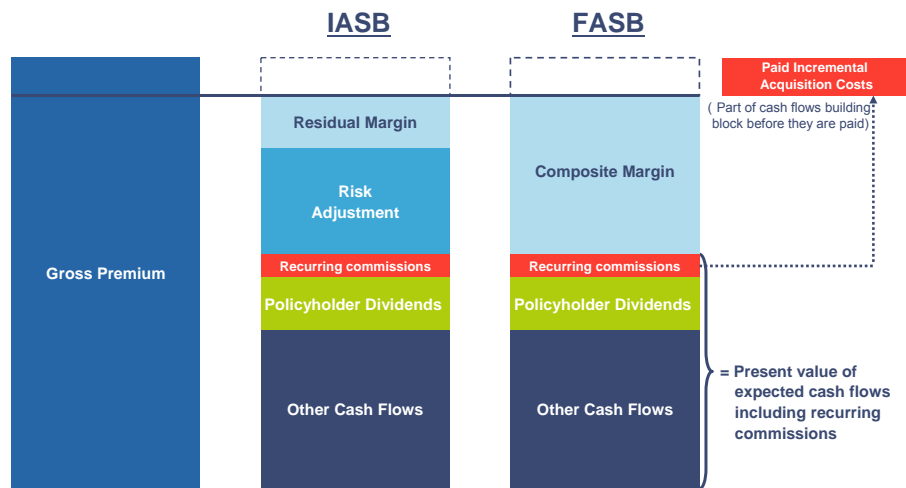 IASB
FASB
Paid Incremental
Acquisition Costs
( Part of cash flows building
block before they are paid)
Gross Premium
Residual Margin
Risk
Adjustment
Recurring commissions
Policyholder Dividends
Other Cash Flows
Composite Margin
Recurring commissions
Policyholder Dividends
Other Cash Flows
= Present value of
expected cash flows
including recurring
commissions